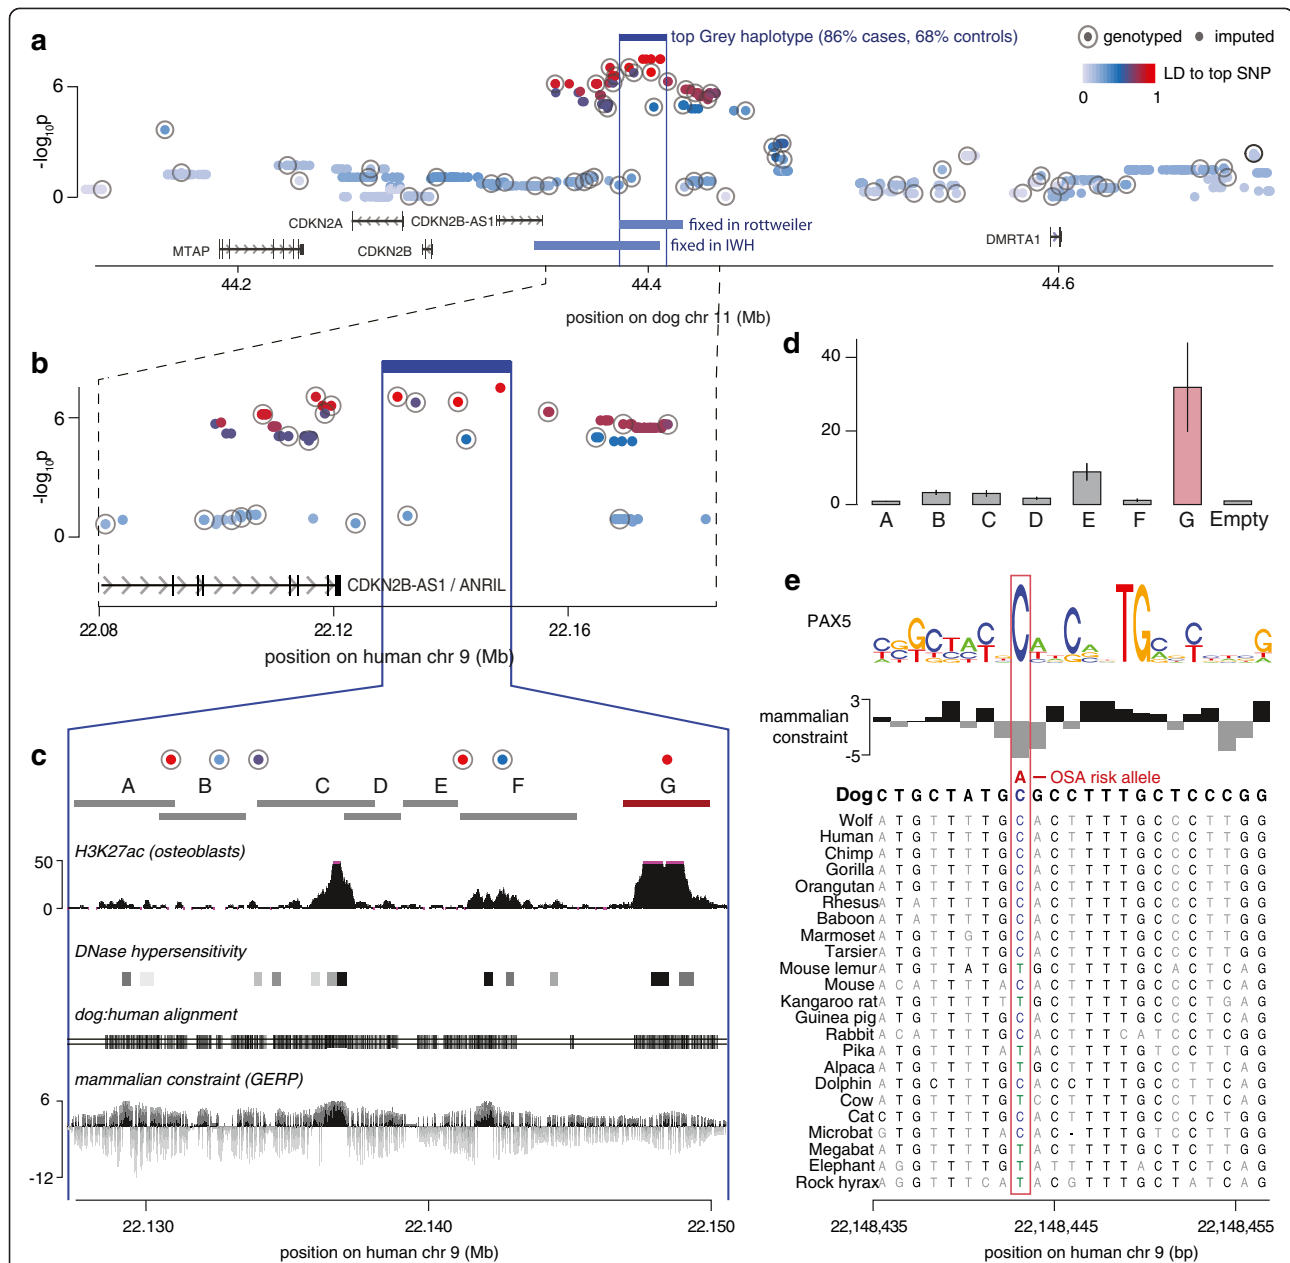 a
top Grey haplotype (86% cases, 68% controls)
genotyped
imputed
LD to top SNP
0 1
6
0
-log10p
CDKN2A
CDKN2B-AS1
MTAP
CDKN2B
fixed in rottweiler
fixed in IWH
DMRTA1
44.2 44.4 44.6
position on dog chr 11 (Mb)
b
6
0
-log10p
CDKN2B-AS1 / ANRIL
22.08 22.12 22.16
position on human chr 9 (Mb)
c
A B C D E F G
H3K27ac (osteoblasts)
50
0
DNase hypersensitivity
dog:human alignment
mammalian constraint (GERP)
6
-12
22.130 22.140 22.150
position on human chr 9 (Mb)
d
40
20
0
A B C D E F G Empty
e
PAX5
3
mammalian
constraint
-5
A – OSA risk allele
Dog C T G C T A T G C G C C T T T G C T C C C G G
Wolf A T G T T T T G C A C T T T T G C C C T T G G
Human A T G T T T T G C A C T T T T G C C C T T G G
Chimp A T G T T T T G C A C T T T T G C C C T T G G
Gorilla A T G T T T T G C A C T T T T G C C C T T G G
Orangutan A T G T T T T G C A C T T T T G C C C T T G G
Rhesus A T A T T T T G C A C T T T T G C C C T T G G
Baboon A T A T T T T G C A C T T T T G C C C T T G G
Marmoset A T G T T G T G C A C T T T T G C C C T T G G
Tarsier A T G T T T T G C A C T T T T G C C C T T G G
Mouse lemur A T G T T A T G T G C T T T T G C A C T C A G
Mouse A C A T T T T A C A C T T T T G C C C T C A G
Kangaroo rat A T G T T T T T T G C T T T T G C C C T G A G
Guinea pig A T G T T T T G C A C T T T T G C C C T C A G
Rabbit A C A T T T T G C A C T T T C A T C C T C G G
Pika A T G T T T T A T A C T T T T G T C C T T G G
Alpaca A T G T T T T G T G C T T T T G C C C T T C A G
Dolphin A T G C T T T G C A C C T T T G C C T T C A G
Cow A T G T T T T G T C C T T T T G C C T T C A G
Cat C T G T T T T G C A C T T T T G C C C C T G G
Microbat G T G T T T T A C A C - T T T G T C C T T G G
Megabat A T G T T T T G T A C T T T T G C T C T T G G
Elephant A G G T T T T G T A T T T T T A C T C T C A G
Rock hyrax A G G T T T C A T A C G T T T G C T A T C A G
22,148,435 22,148,445 22,148,455
position on human chr 9 (bp)